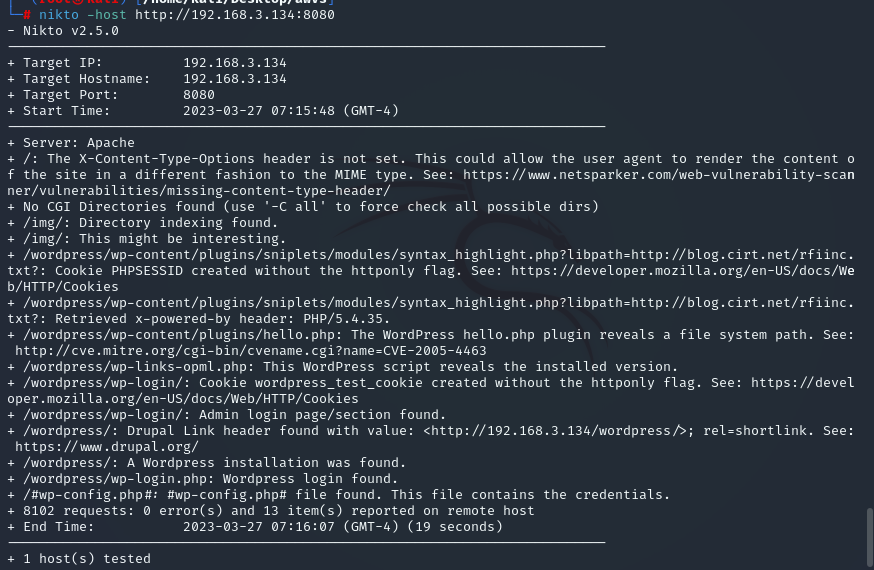 (root㉿kali)-[/home/kali/Desktop/awvs]
# nikto -host http://192.168.3.134:8080
- Nikto v2.5.0
+ Target IP: 192.168.3.134
+ Target Hostname: 192.168.3.134
+ Target Port: 8080
+ Start Time: 2023-03-27 07:15:48 (GMT-4)
+ Server: Apache
+ /: The X-Content-Type-Options header is not set. This could allow the user agent to render the content o
f the site in a different fashion to the MIME type. See: https://www.netsparker.com/web-vulnerability-scan
ner/vulnerabilities/missing-content-type-header/
+ No CGI Directories found (use '-C all' to force check all possible dirs)
+ /img/: Directory indexing found.
+ /img/: This might be interesting.
+ /wordpress/wp-content/plugins/sniplets/modules/syntax_highlight.php?libpath=http://blog.cirt.net/rfiinc.
txt?: Cookie PHPSESSID created without the httponly flag. See: https://developer.mozilla.org/en-US/docs/We
b/HTTP/Cookies
+ /wordpress/wp-content/plugins/sniplets/modules/syntax_highlight.php?libpath=http://blog.cirt.net/rfiinc.
txt?: Retrieved x-powered-by header: PHP/5.4.35.
+ /wordpress/wp-content/plugins/hello.php: The WordPress hello.php plugin reveals a file system path. See:
http://cve.mitre.org/cgi-bin/cvename.cgi?name=CVE-2005-4463
+ /wordpress/wp-links-opml.php: This WordPress script reveals the installed version.
+ /wordpress/wp-login/: Cookie wordpress_test_cookie created without the httponly flag. See: https://devel
oper.mozilla.org/en-US/docs/Web/HTTP/Cookies
+ /wordpress/wp-login/: Admin login page/section found.
+ /wordpress/: Drupal Link header found with value: <http://192.168.3.134/wordpress/>; rel=shortlink. See:
https://www.drupal.org/
+ /wordpress/: A Wordpress installation was found.
+ /wordpress/wp-login.php: Wordpress login found.
+ /#wp-config.php#: #wp-config.php# file found. This file contains the credentials.
+ 8102 requests: 0 error(s) and 13 item(s) reported on remote host
+ End Time: 2023-03-27 07:16:07 (GMT-4) (19 seconds)
+ 1 host(s) tested